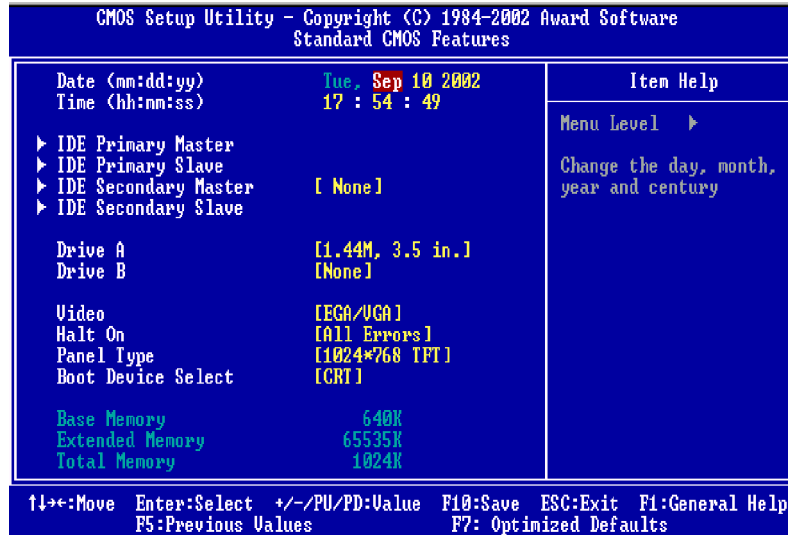 CMOS Setup Utility – Copyright (C) 1984–2002 Award Software
Standard CMOS Features
Date (mm:dd:yy) Tue, Sep 10 2002
Time (hh:mm:ss) 17 : 54 : 49
▶ IDE Primary Master
▶ IDE Primary Slave
▶ IDE Secondary Master [ None]
▶ IDE Secondary Slave
Drive A [1.44M, 3.5 in.]
Drive B [None]
Video [EGA/VGA]
Halt On [All Errors]
Panel Type [1024*768 TFT]
Boot Device Select [CRT]
Base Memory 640K
Extended Memory 65535K
Total Memory 1024K
Item Help
Menu Level ▶
Change the day, month,
year and century
↑↓→←:Move Enter:Select +/-/PU/PD:Value F10:Save ESC:Exit F1:General Help
F5:Previous Values F7: Optimized Defaults